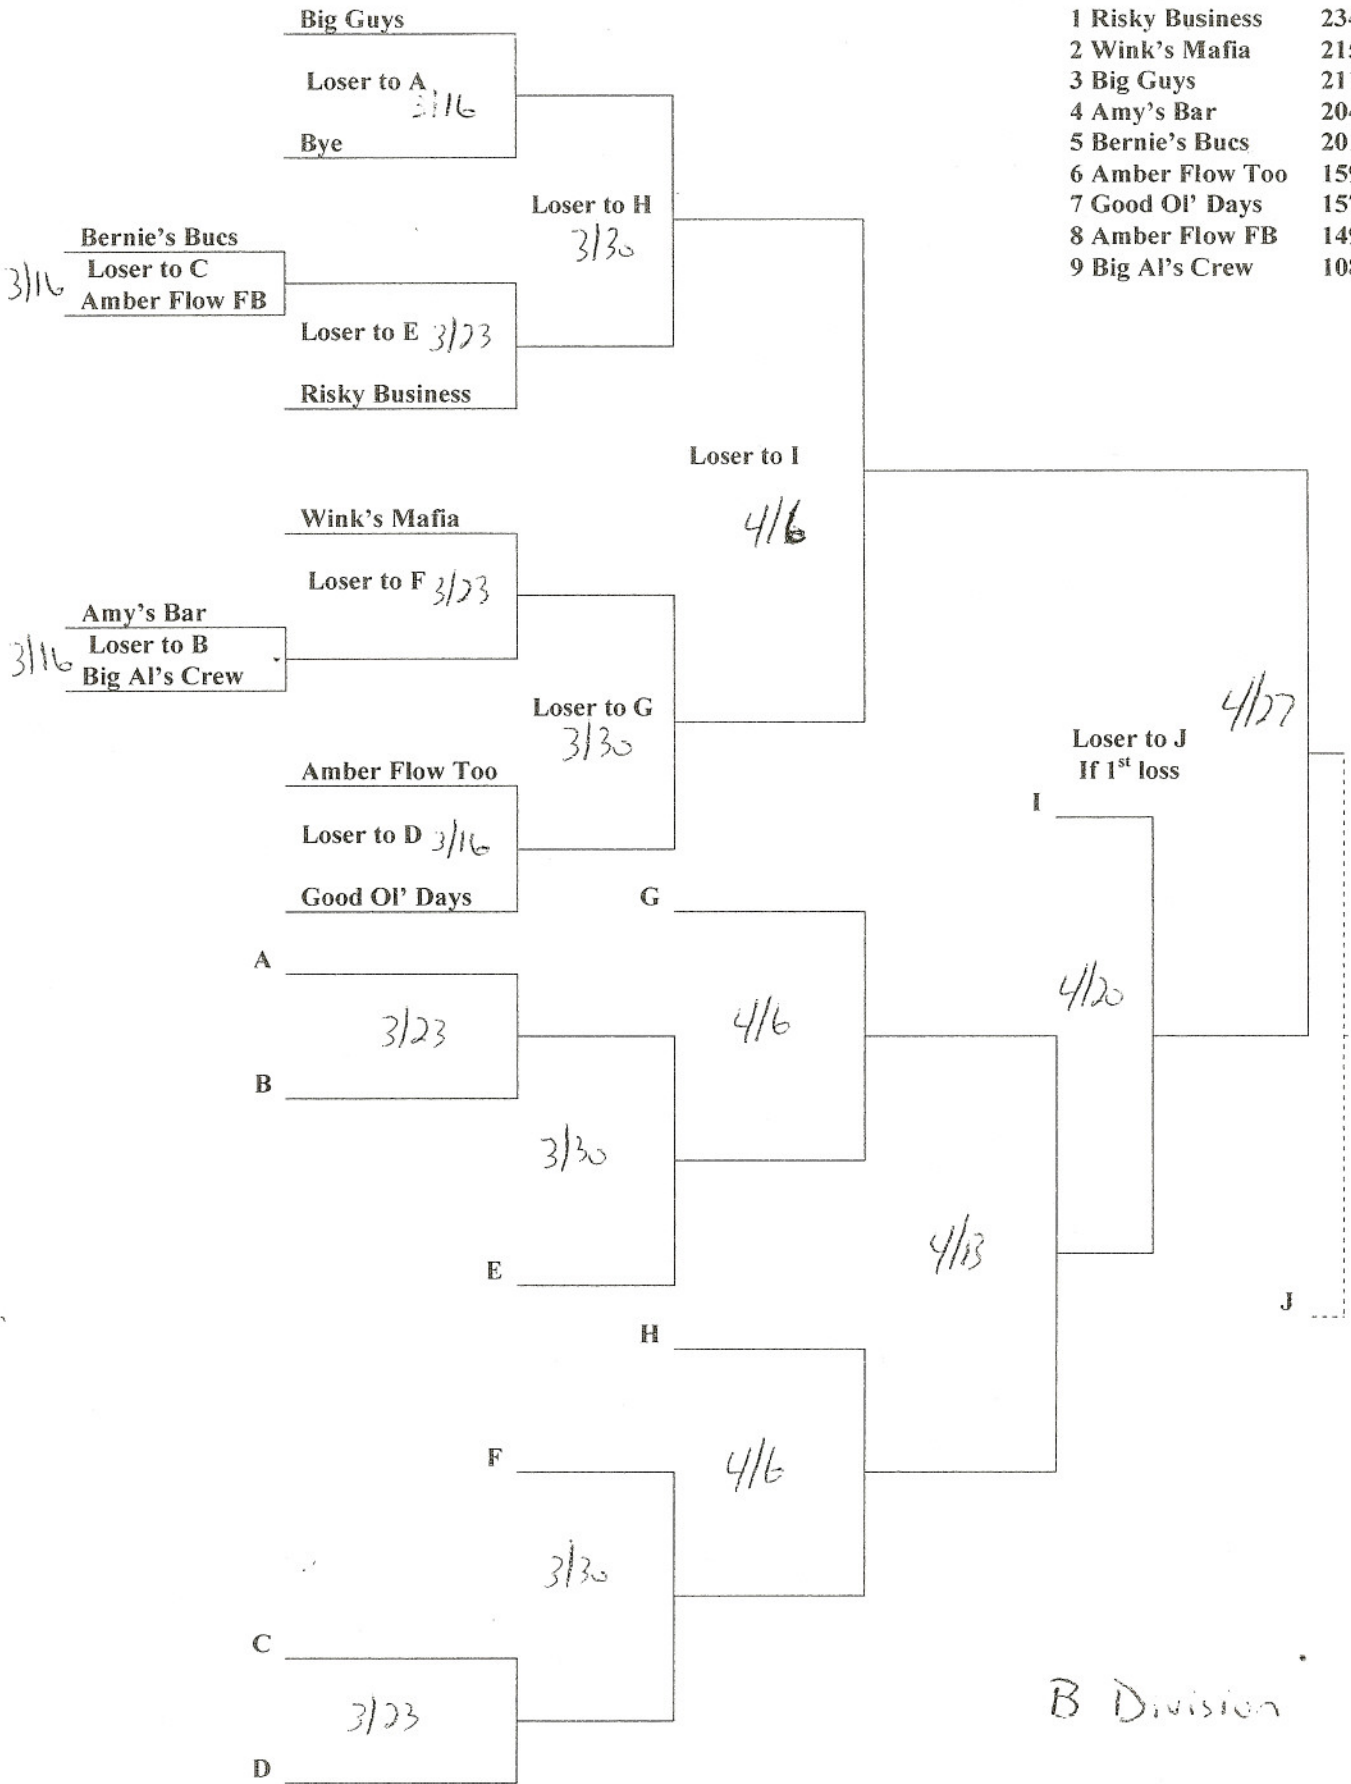 Big Guys
Loser to A
3/16
Bye
Loser to H
3/30
Bernie's Bucs
3/16 Loser to C
Amber Flow FB
Loser to E 3/23
Risky Business
Loser to I
4/6
Wink's Mafia
Loser to F 3/23
Amy's Bar
3/16 Loser to B
Big Al's Crew
Loser to G
3/30
Amber Flow Too
Loser to D 3/16
Good Ol' Days
1 Risky Business
2 Wink's Mafia
3 Big Guys
4 Amy's Bar
5 Bernie's Bucs
6 Amber Flow Too
7 Good Ol' Days
8 Amber Flow FB
9 Big Al's Crew
4/27
Loser to J
If 1st loss
I
4/20
G
4/6
A
3/23
B
3/30
E
4/13
H
J
F
4/6
3/30
C
3/23
D
B Division